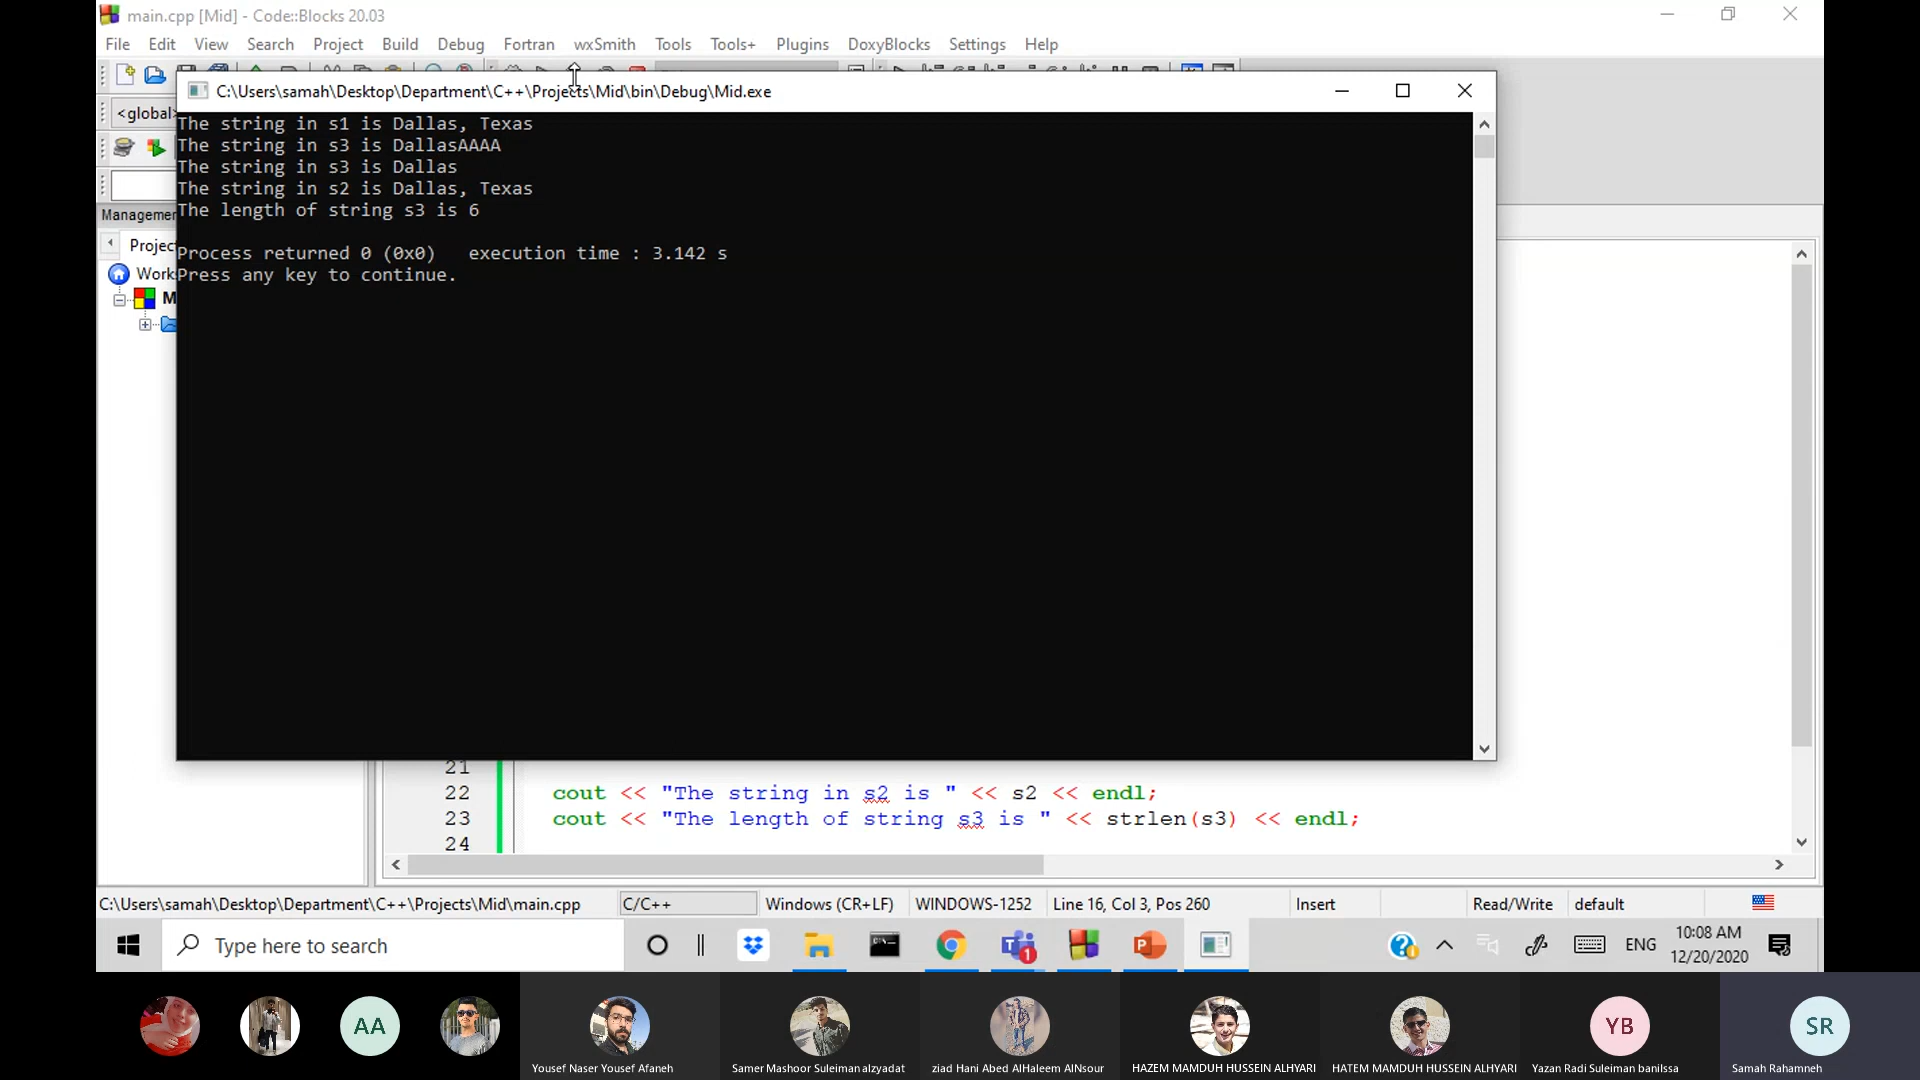 main.cpp [Mid] - Code::Blocks 20.03
File Edit View Search Project Build Debug Fortran wxSmith Tools Tools+ Plugins DoxyBlocks Settings Help
C:\Users\samah\Desktop\Department\C++\Projects\Mid\bin\Debug\Mid.exe
<global>
The string in s1 is Dallas, Texas
The string in s3 is DallasAAAA
The string in s3 is Dallas
The string in s2 is Dallas, Texas
The length of string s3 is 6
Managemen
Projec
Process returned 0 (0x0)   execution time : 3.142 s
Work
Press any key to continue.
M
21
22 cout << "The string in s2 is " << s2 << endl;
23 cout << "The length of string s3 is " << strlen(s3) << endl;
24
C:\Users\samah\Desktop\Department\C++\Projects\Mid\main.cpp C/C++ Windows (CR+LF) WINDOWS-1252 Line 16, Col 3, Pos 260 Insert Read/Write default
Type here to search 1 ENG 10:08 AM
12/20/2020
AA YB SR
Yousef Naser Yousef Afaneh Samer Mashoor Suleiman alzyadat ziad Hani Abed AlHaleem AlNsour HAZEM MAMDUH HUSSEIN ALHYARI HATEM MAMDUH HUSSEIN ALHYARI Yazan Radi Suleiman baniIssa Samah Rahamneh